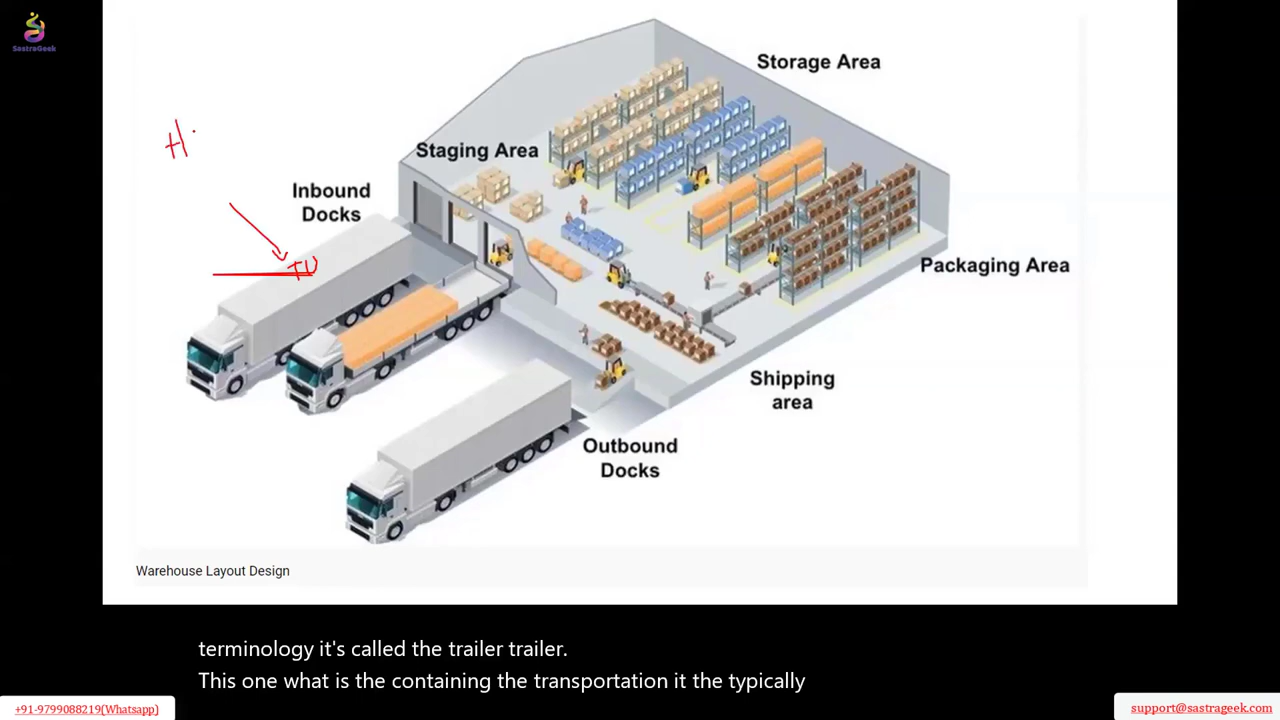 SastraGeek
Storage Area
H
Staging Area
Inbound
Docks
TU
Packaging Area
Shipping
area
Outbound
Docks
Warehouse Layout Design
terminology it's called the trailer trailer.
This one what is the containing the transportation it the typically
+91-9799088219(Whatsapp)
support@sastrageek.com